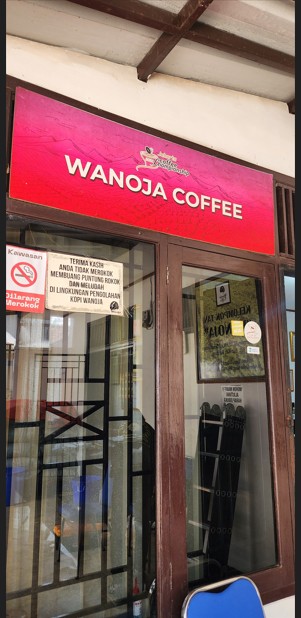 WANOJA COFFEE
Kawasan
Dilarang
Merokok
TERIMA KASIH
ANDA TIDAK MEROKOK,
MEMBUANG PUNTUNG ROKOK
DAN MELUDAH
DI LINGKUNGAN PENGOLAHAN
KOPI WANOJA